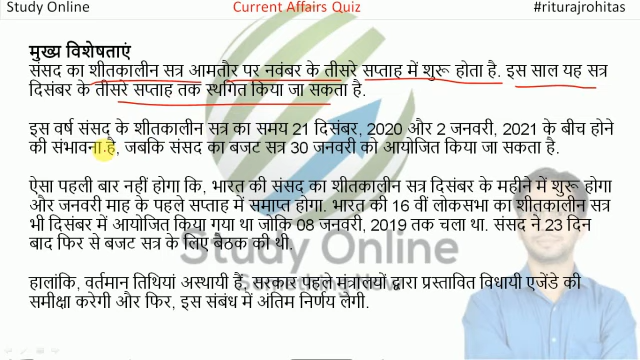 Study Online
Current Affairs Quiz
#riturajrohitas
मुख्य विशेषताएं
संसद का शीतकालीन सत्र आमतौर पर नवंबर के तीसरे सप्ताह में शुरू होता है. इस साल यह सत्र
दिसंबर के तीसरे सप्ताह तक स्थगित किया जा सकता है.
इस वर्ष संसद के शीतकालीन सत्र का समय 21 दिसंबर, 2020 और 2 जनवरी, 2021 के बीच होने
की संभावना है, जबकि संसद का बजट सत्र 30 जनवरी को आयोजित किया जा सकता है.
ऐसा पहली बार नहीं होगा कि, भारत की संसद का शीतकालीन सत्र दिसंबर के महीने में शुरू होगा
और जनवरी माह के पहले सप्ताह में समाप्त होगा. भारत की 16 वीं लोकसभा का शीतकालीन सत्र
भी दिसंबर में आयोजित किया गया था जोकि 08 जनवरी, 2019 तक चला था. संसद ने 23 दिन
बाद फिर से बजट सत्र के लिए बैठक की थी.
Study Online
हालांकि, वर्तमान तिथियां अस्थायी हैं, सरकार पहले मंत्रालयों द्वारा प्रस्तावित विधायी एजेंडे की
समीक्षा करेगी और फिर, इस संबंध में अंतिम निर्णय लेगी.